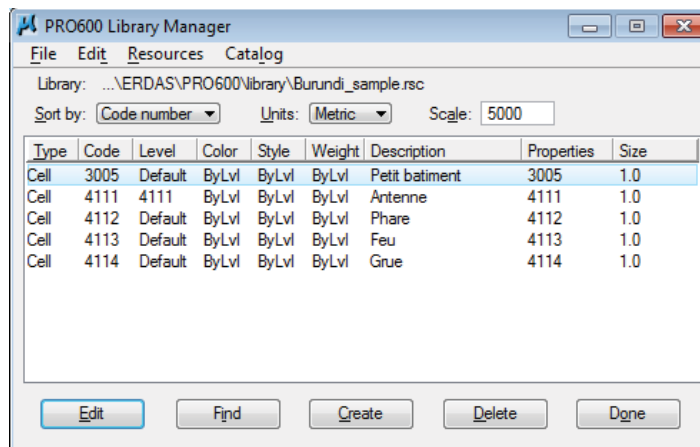 PRO600 Library Manager
File Edit Resources Catalog
Library: ...\ERDAS\PRO600\library\Burundi_sample.rsc
Sort by: Code number Units: Metric Scale: 5000
Type Code Level Color Style Weight Description Properties Size
Cell 3005 Default ByLvl ByLvl ByLvl Petit batiment 3005 1.0
Cell 4111 4111 ByLvl ByLvl ByLvl Antenne 4111 1.0
Cell 4112 Default ByLvl ByLvl ByLvl Phare 4112 1.0
Cell 4113 Default ByLvl ByLvl ByLvl Feu 4113 1.0
Cell 4114 Default ByLvl ByLvl ByLvl Grue 4114 1.0
Edit Find Create Delete Done